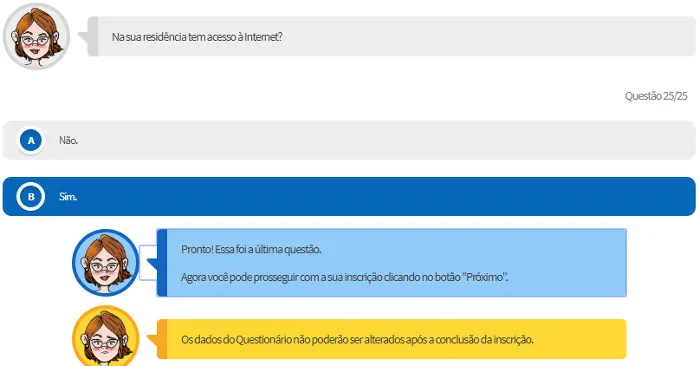 Na sua residência tem acesso à Internet?
Questão 25/25
A Não.
B Sim.
Pronto! Essa foi a última questão.
Agora você pode prosseguir com a sua inscrição clicando no botão "Próximo".
Os dados do Questionário não poderão ser alterados após a conclusão da inscrição.